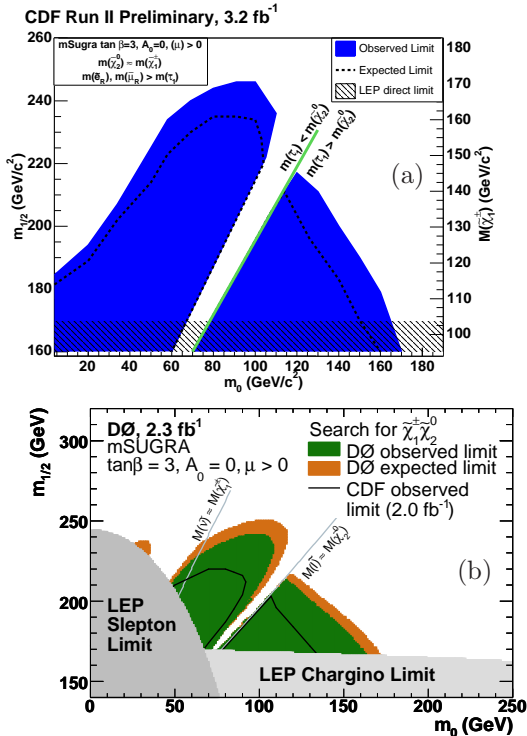 CDF Run II Preliminary, 3.2 fb⁻¹
mSugra tan β=3, A₀=0, (μ) > 0
m(χ̃₂⁰) ≈ m(χ̃₁±)
m(ẽ_R), m(μ̃_R) > m(τ̃₁)
Observed Limit
Expected Limit
LEP direct limit
m(τ̃₁) < m(χ̃₂⁰)
m(τ̃₁) > m(χ̃₂⁰)
(a)
m₁/₂ (GeV/c²)
260
240
220
200
180
160
M(χ̃₁±) (GeV/c²)
180
170
160
150
140
130
120
110
100
20 40 60 80 100 120 140 160 180
m₀ (GeV/c²)
DØ, 2.3 fb⁻¹
mSUGRA
tanβ = 3, A₀ = 0, μ > 0
Search for χ̃₁±χ̃₂⁰
DØ observed limit
DØ expected limit
CDF observed
limit (2.0 fb⁻¹)
M(ν̃) ≈ M(χ̃₁±)
M(l̃) ≈ M(χ̃₂⁰)
(b)
LEP
Slepton
Limit
LEP Chargino Limit
m₁/₂ (GeV)
300
250
200
150
0 50 100 150 200 250
m₀ (GeV)